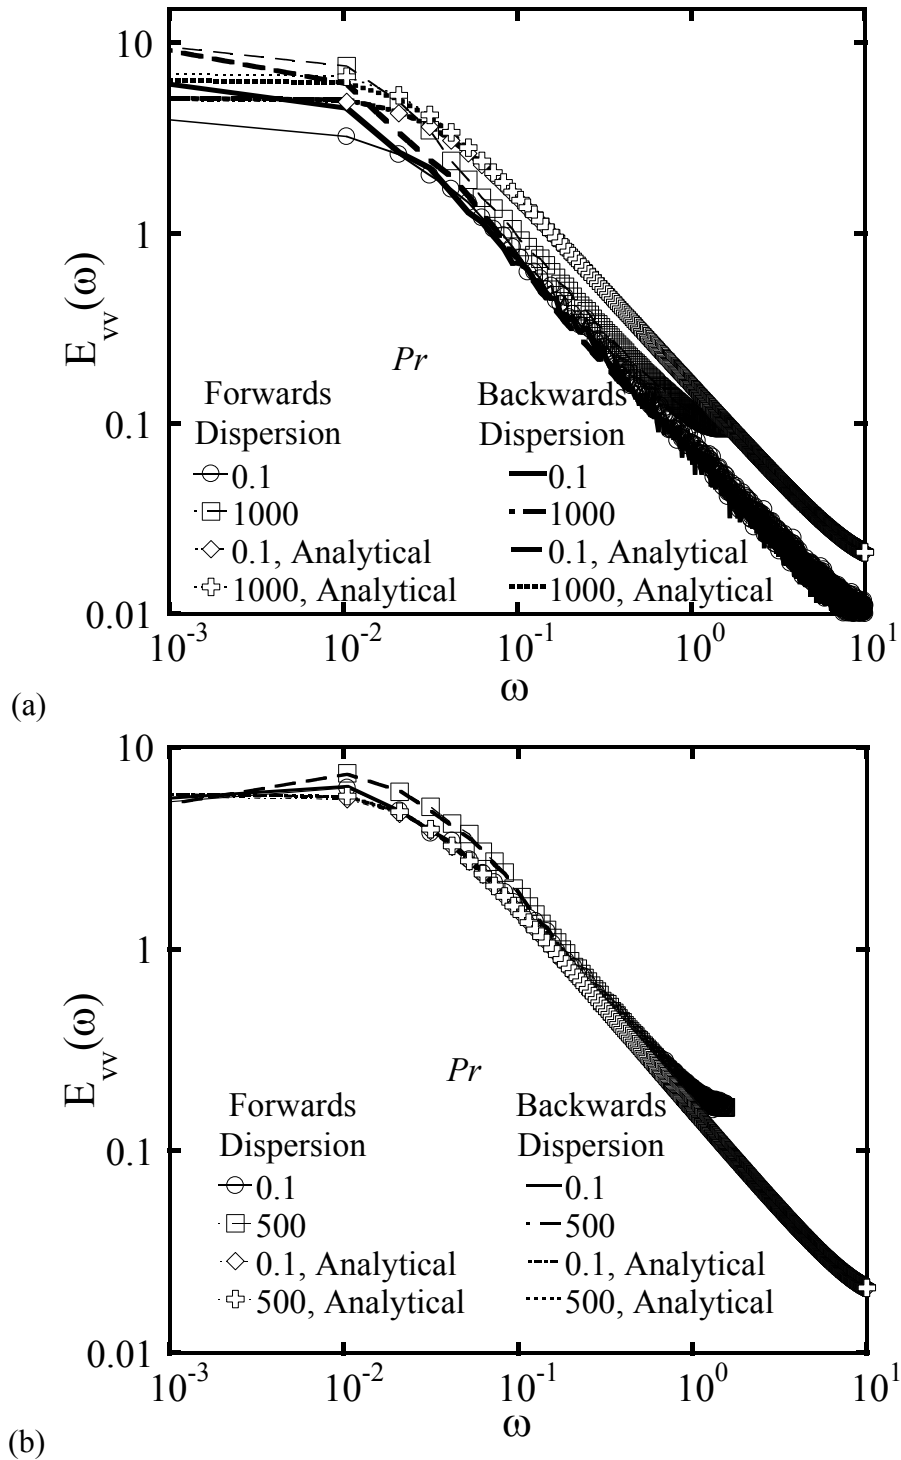 10
1
0.1
0.01
E_vv(ω)
Pr
Forwards Dispersion
0.1
1000
0.1, Analytical
1000, Analytical
Backwards Dispersion
0.1
1000
0.1, Analytical
1000, Analytical
10^-3 10^-2 10^-1 10^0 10^1
ω
(a)
10
1
0.1
0.01
E_vv(ω)
Pr
Forwards Dispersion
0.1
500
0.1, Analytical
500, Analytical
Backwards Dispersion
0.1
500
0.1, Analytical
500, Analytical
10^-3 10^-2 10^-1 10^0 10^1
ω
(b)